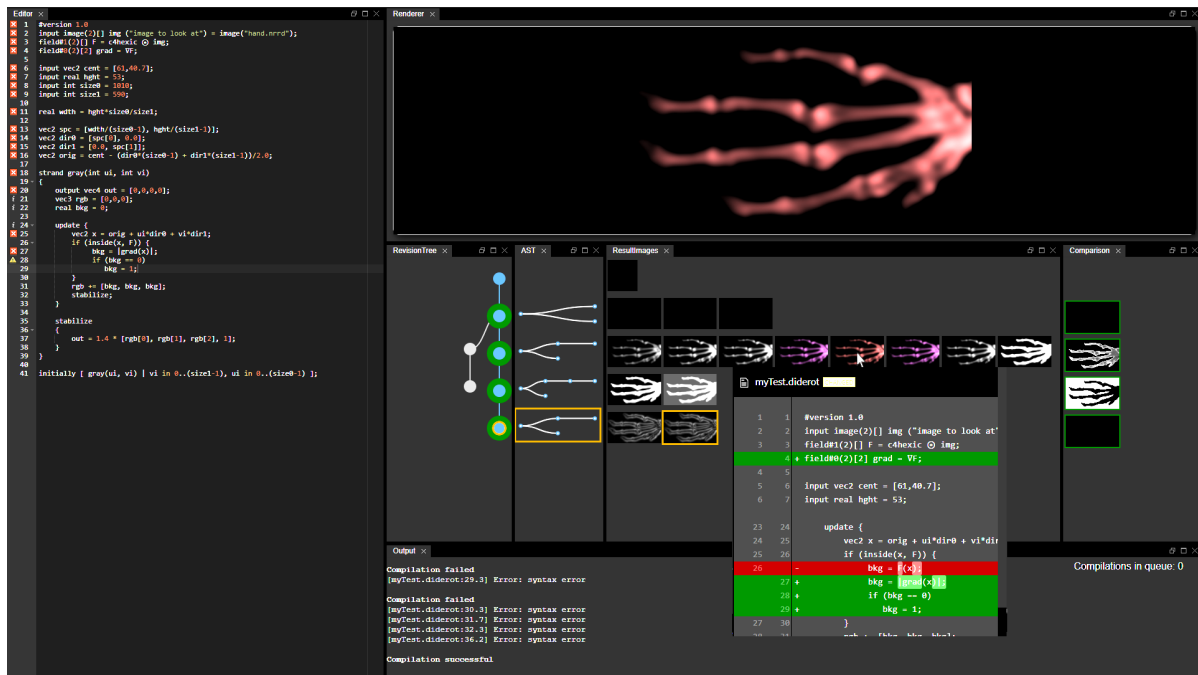 Editor ×
1 #version 1.0
2 input image(2)[] img ("image to look at") = image("hand.nrrd");
3 field#1(2)[] F = c4hexic ⊛ img;
4 field#0(2)[2] grad = ∇F;
5
6 input vec2 cent = [61,40.7];
7 input real hght = 53;
8 input int size0 = 1010;
9 input int size1 = 590;
10
11 real wdth = hght*size0/size1;
12
13 vec2 spc = [wdth/(size0-1), hght/(size1-1)];
14 vec2 dir0 = [spc[0], 0.0];
15 vec2 dir1 = [0.0, spc[1]];
16 vec2 orig = cent - (dir0*(size0-1) + dir1*(size1-1))/2.0;
17
18 strand gray(int ui, int vi)
19 {
20 output vec4 out = [0,0,0,0];
21 vec3 rgb = [0,0,0];
22 real bkg = 0;
23
24 update {
25 vec2 x = orig + ui*dir0 + vi*dir1;
26 if (inside(x, F)) {
27 bkg = |grad(x)|;
28 if (bkg == 0)
29 bkg = 1;
30 }
31 rgb += [bkg, bkg, bkg];
32 stabilize;
33 }
34
35 stabilize
36 {
37 out = 1.4 * [rgb[0], rgb[1], rgb[2], 1];
38 }
39 }
40
41 initially [ gray(ui, vi) | vi in 0..(size1-1), ui in 0..(size0-1) ];
Renderer ×
RevisionTree ×
AST ×
ResultImages ×
Comparison ×
myTest.diderot
1 1 #version 1.0
2 2 input image(2)[] img ("image to look at"
3 3 field#1(2)[] F = c4hexic ⊛ img;
4 + field#0(2)[2] grad = ∇F;
4 5
5 6 input vec2 cent = [61,40.7];
6 7 input real hght = 53;
23 24 update {
24 25 vec2 x = orig + ui*dir0 + vi*dir
25 26 if (inside(x, F)) {
26 - bkg = F(x);
27 + bkg = |grad(x)|;
28 + if (bkg == 0)
29 + bkg = 1;
27 30 }
28 31 rgb += [bkg, bkg, bkg];
Output ×
Compilation failed
[myTest.diderot:29.3] Error: syntax error
Compilation failed
[myTest.diderot:30.3] Error: syntax error
[myTest.diderot:31.7] Error: syntax error
[myTest.diderot:32.3] Error: syntax error
[myTest.diderot:36.2] Error: syntax error
Compilation successful
Compilations in queue: 0